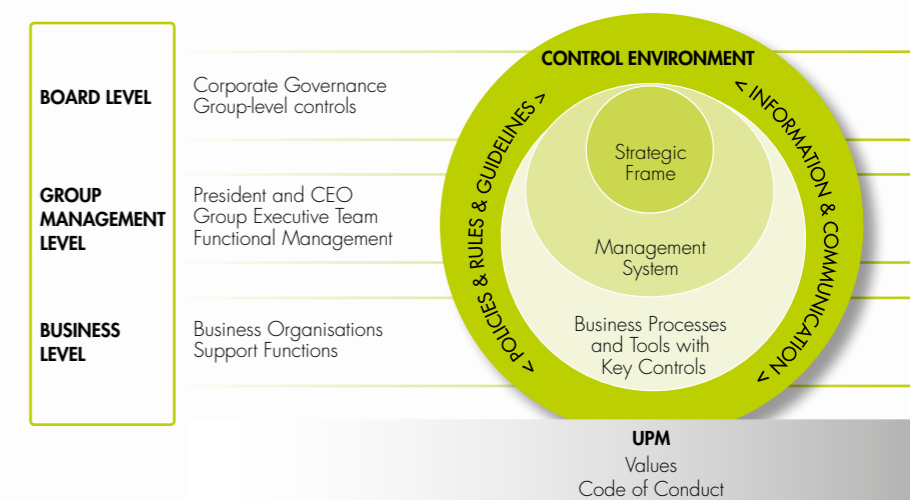 BOARD LEVEL
Corporate Governance
Group-level controls
GROUP
MANAGEMENT
LEVEL
President and CEO
Group Executive Team
Functional Management
BUSINESS
LEVEL
Business Organisations
Support Functions
CONTROL ENVIRONMENT
< POLICIES & RULES & GUIDELINES >
< INFORMATION & COMMUNICATION >
Strategic
Frame
Management
System
Business Processes
and Tools with
Key Controls
UPM
Values
Code of Conduct